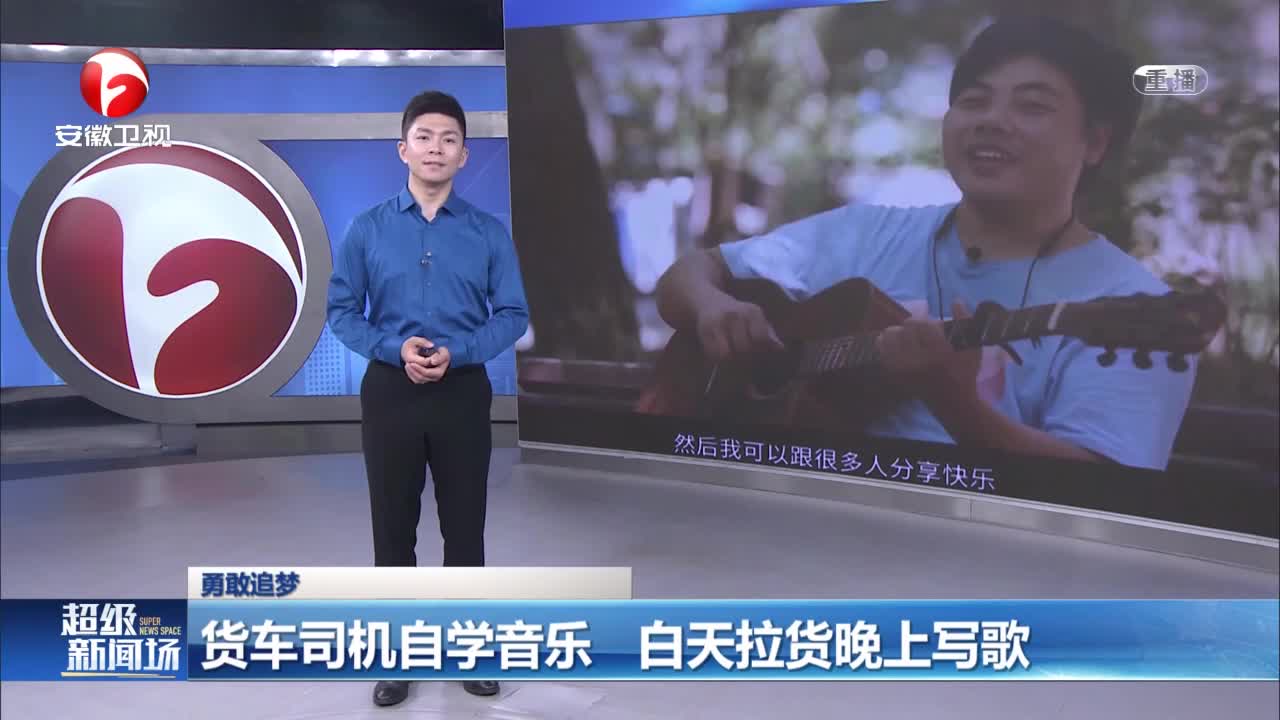 安徽卫视
重播
然后我可以跟很多人分享快乐
勇敢追梦
超级新闻场
SUPER NEWS SPACE
货车司机自学音乐 白天拉货晚上写歌